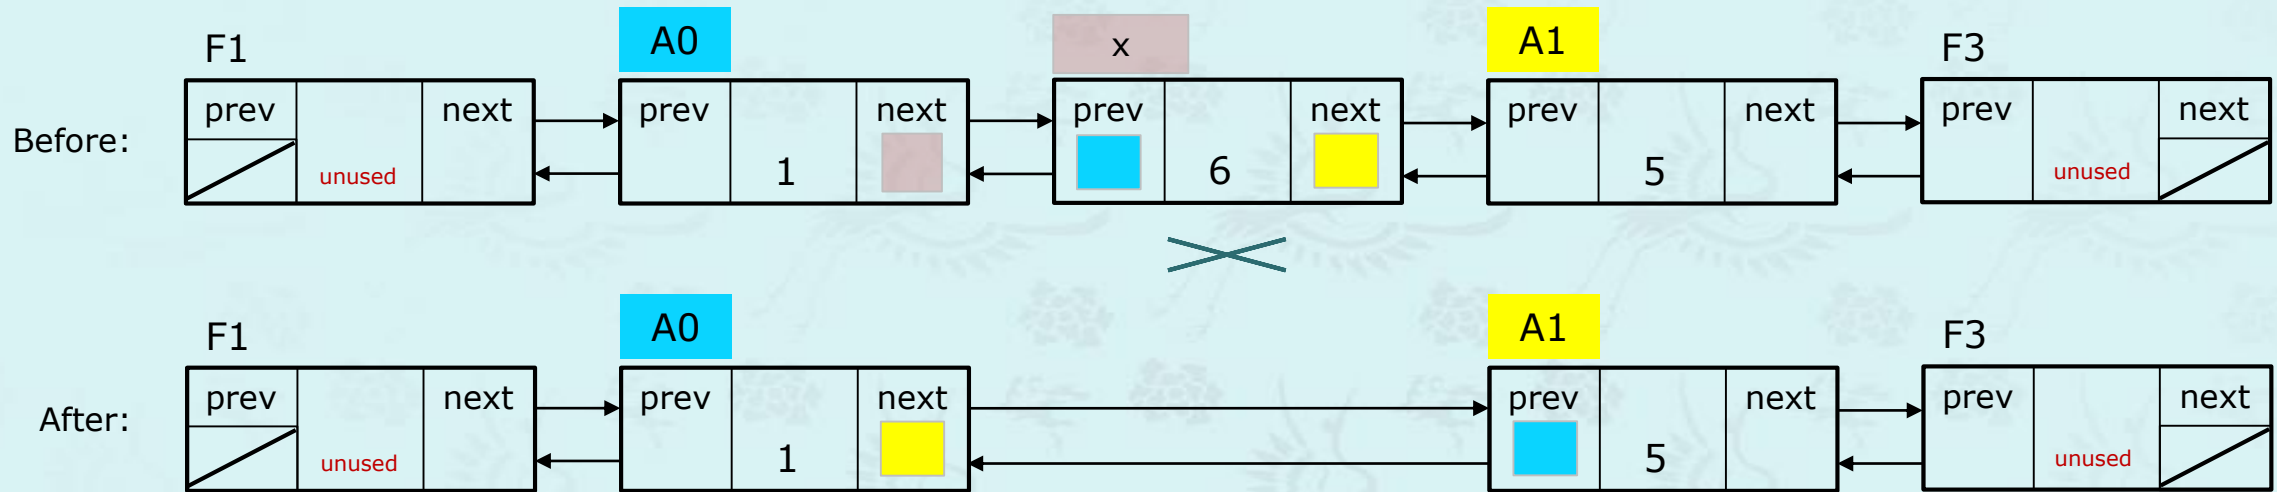 F1 A0 x A1 F3
Before: prev next prev next prev next prev next prev next
unused 1 6 5 unused
F1 A0 A1 F3
After: prev next prev next prev next prev next
unused 1 5 unused